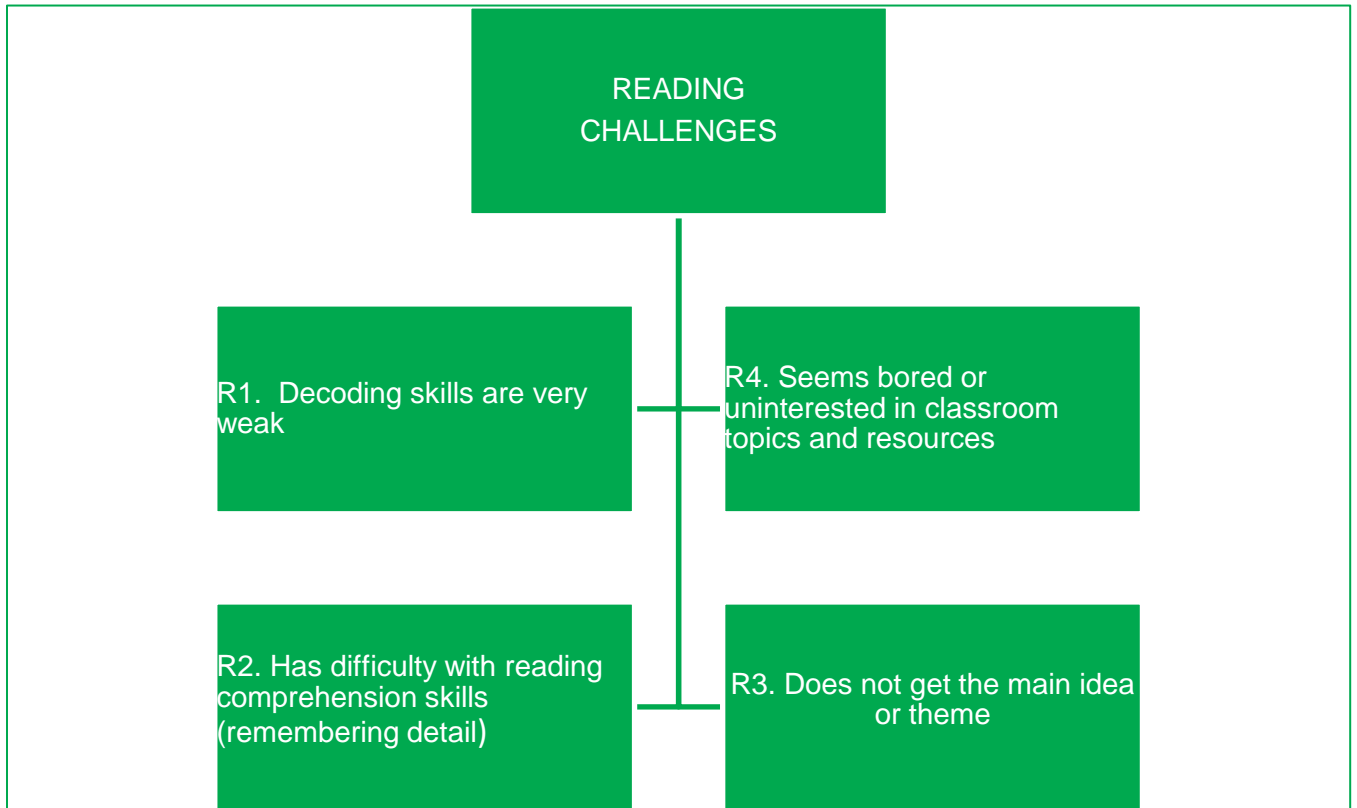 READING
CHALLENGES
R1.  Decoding skills are very
weak
R4. Seems bored or
uninterested in classroom
topics and resources
R2. Has difficulty with reading
comprehension skills
(remembering detail)
R3. Does not get the main idea
or theme